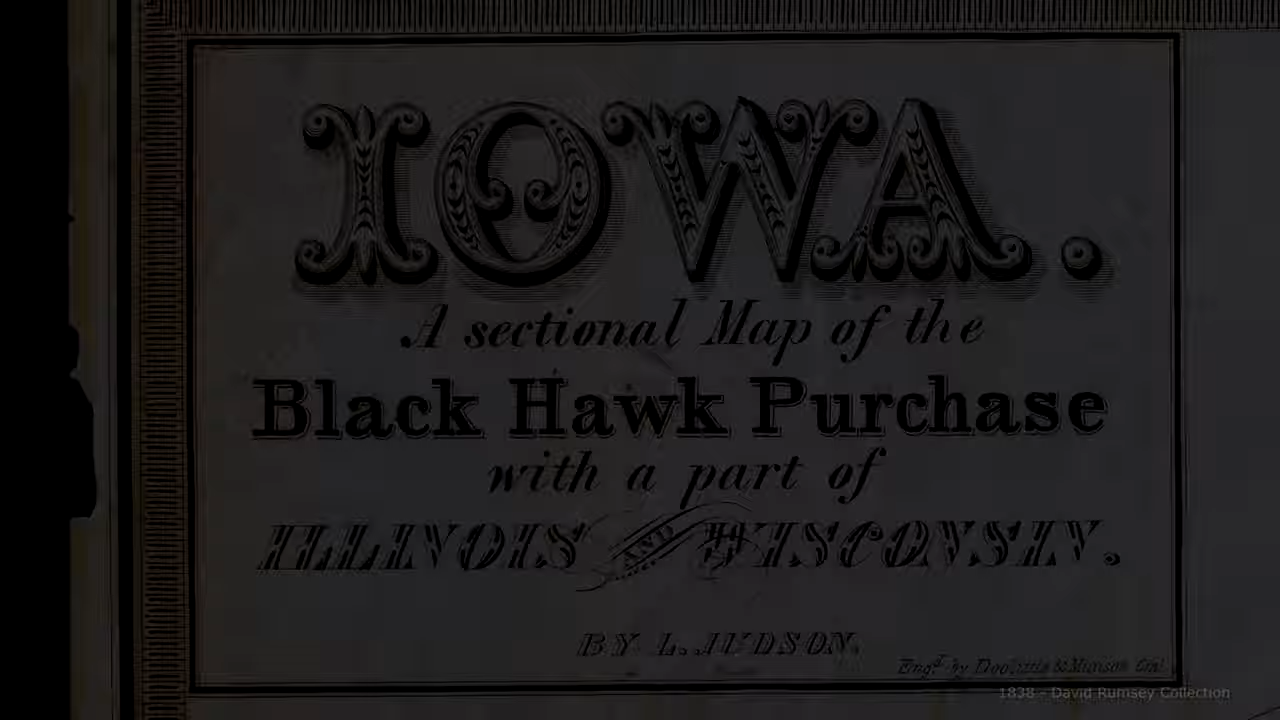 IOWA.
A sectional Map of the
Black Hawk Purchase
with a part of
ILLINOIS AND WISCONSIN.
BY L. JUDSON.
Engd. by Doolittle & Munson Cin.
1838 - David Rumsey Collection